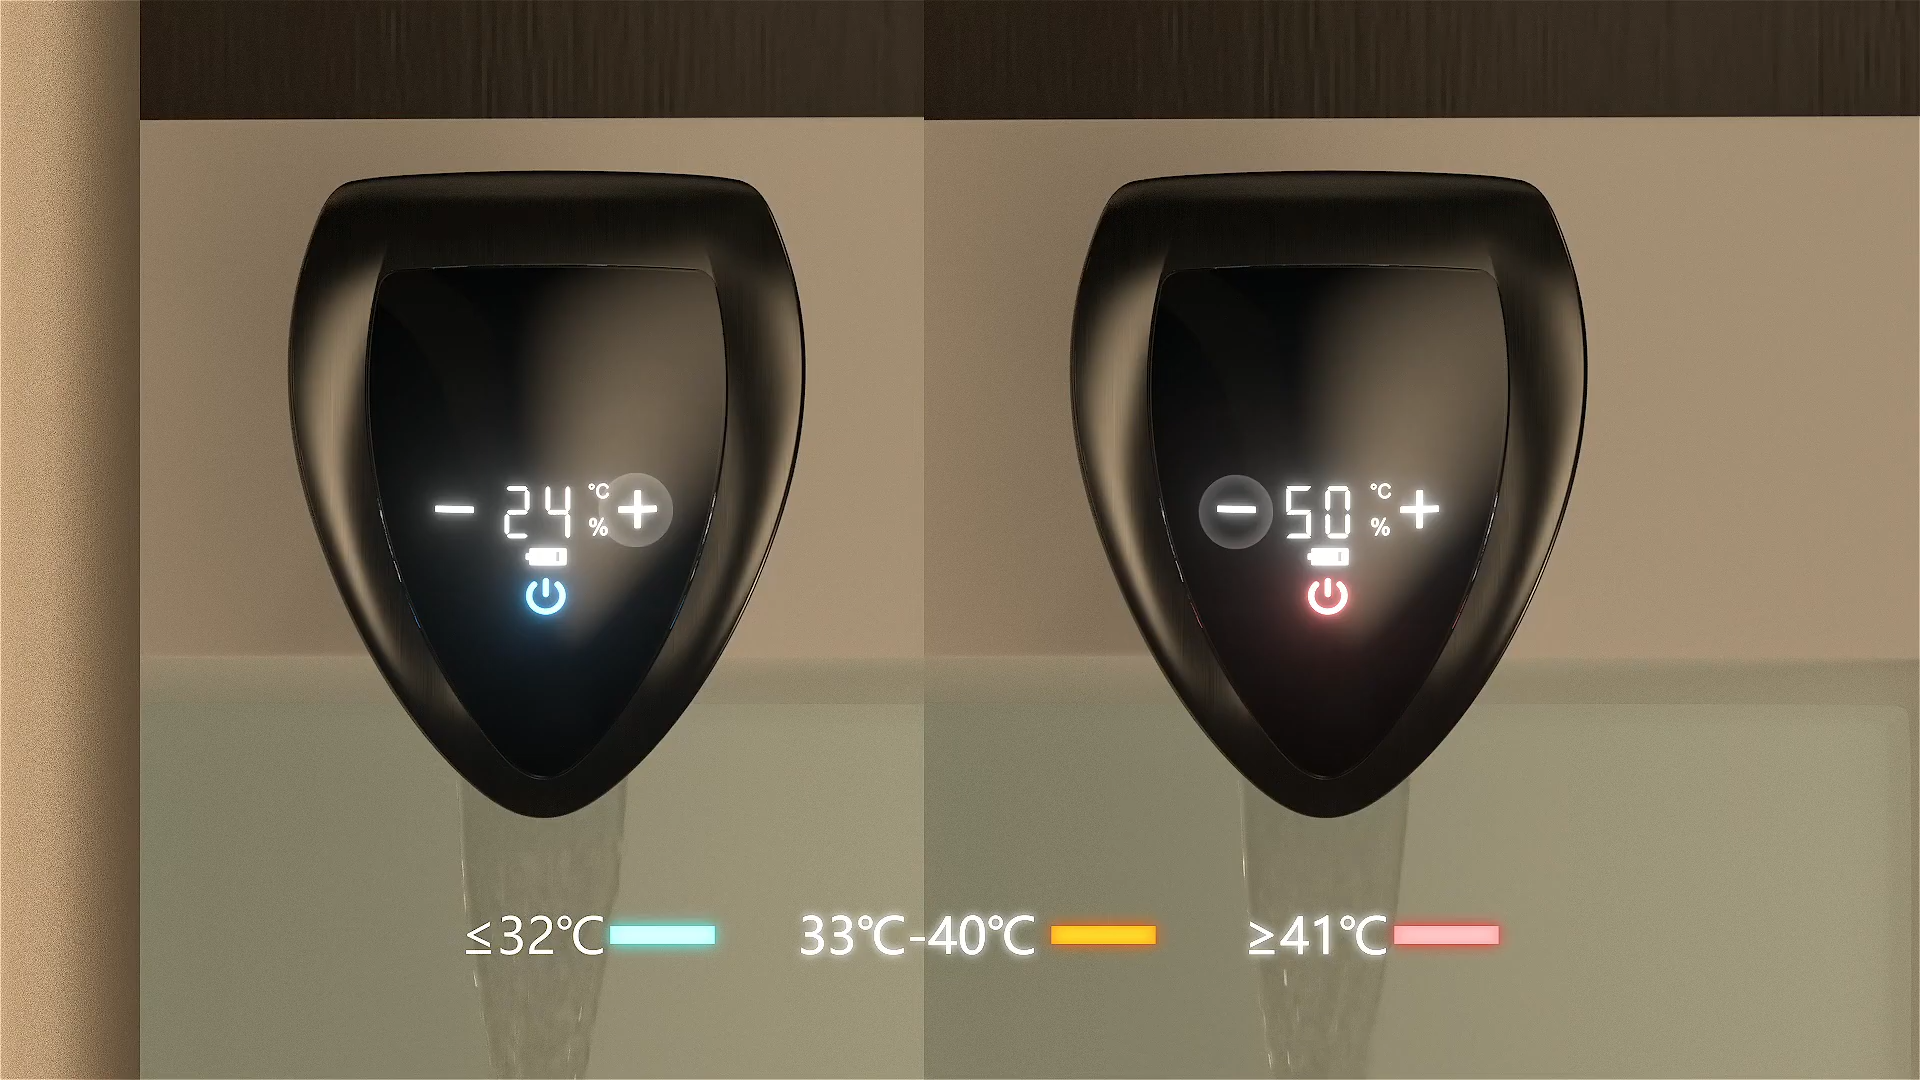 − 24 °C % +
− 50 °C % +
≤32℃
33℃-40℃
≥41℃